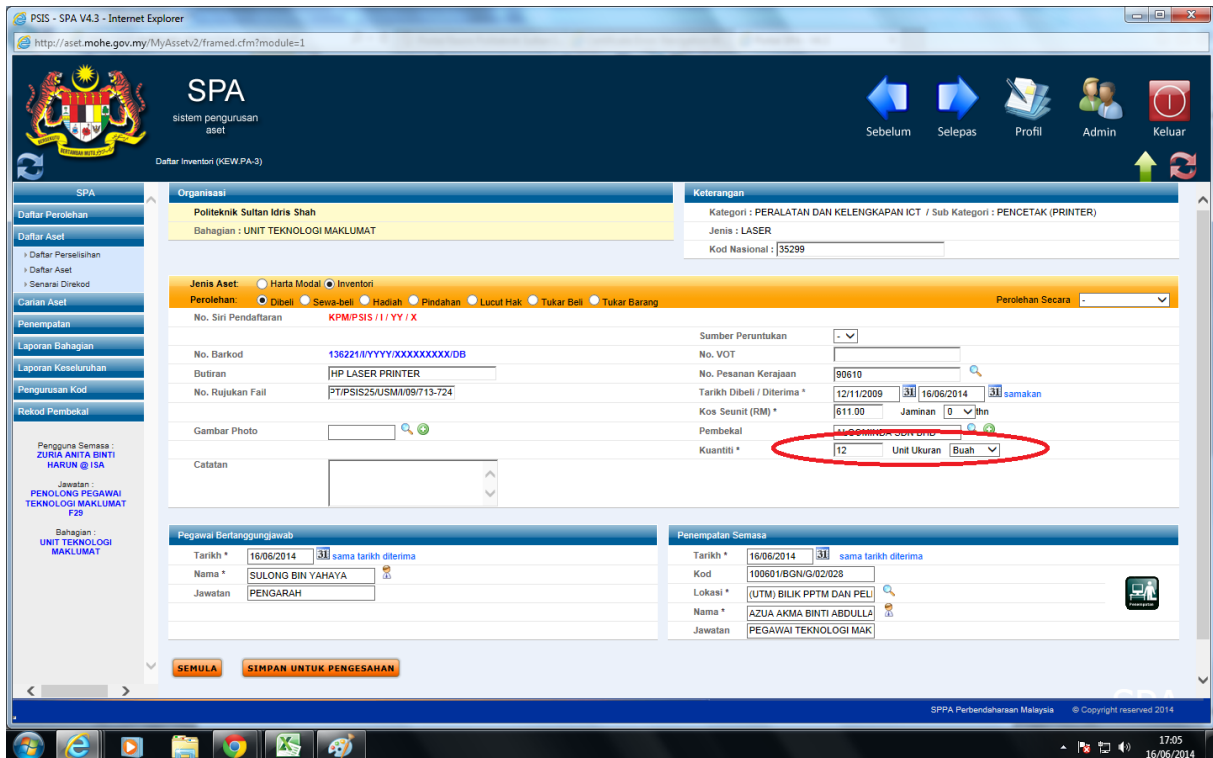 PSIS - SPA V4.3 - Internet Explorer
http://aset.mohe.gov.my/MyAssetv2/framed.cfm?module=1
SPA
sistem pengurusan
aset
Sebelum Selepas Profil Admin Keluar
Daftar Inventori (KEW.PA-3)
SPA
Daftar Perolehan
Daftar Aset
Daftar Perselisihan
Daftar Aset
Senarai Direkod
Carian Aset
Penempatan
Laporan Bahagian
Laporan Keseluruhan
Pengurusan Kod
Rekod Pembekal
Pengguna Semasa :
ZURIA ANITA BINTI
HARUN @ ISA
Jawatan :
PENOLONG PEGAWAI
TEKNOLOGI MAKLUMAT
F29
Bahagian :
UNIT TEKNOLOGI
MAKLUMAT
Organisasi
Politeknik Sultan Idris Shah
Bahagian : UNIT TEKNOLOGI MAKLUMAT
Keterangan
Kategori : PERALATAN DAN KELENGKAPAN ICT / Sub Kategori : PENCETAK (PRINTER)
Jenis : LASER
Kod Nasional : 35299
Jenis Aset: Harta Modal Inventori
Perolehan: Dibeli Sewa-beli Hadiah Pindahan Lucut Hak Tukar Beli Tukar Barang Perolehan Secara -
No. Siri Pendaftaran KPM/PSIS / I / YY / X
Sumber Peruntukan -
No. Barkod 136221/I/YYYY/XXXXXXXXX/DB No. VOT
Butiran HP LASER PRINTER No. Pesanan Kerajaan 90610
No. Rujukan Fail PT/PSIS25/USM/I/09/713-724 Tarikh Dibeli / Diterima * 12/11/2009 31 16/06/2014 31 samakan
Kos Seunit (RM) * 611.00 Jaminan 0 thn
Gambar Photo Pembekal SDN BHD
Kuantiti * 12 Unit Ukuran Buah
Catatan
Pegawai Bertanggungjawab
Tarikh * 16/06/2014 31 sama tarikh diterima
Nama * SULONG BIN YAHAYA
Jawatan PENGARAH
Penempatan Semasa
Tarikh * 16/06/2014 31 sama tarikh diterima
Kod 100601/BGN/G/02/028
Lokasi * (UTM) BILIK PPTM DAN PELI
Nama * AZUA AKMA BINTI ABDULLA
Jawatan PEGAWAI TEKNOLOGI MAK
Penempatan
SEMULA SIMPAN UNTUK PENGESAHAN
SPPA Perbendaharaan Malaysia © Copyright reserved 2014
17:05
16/06/2014